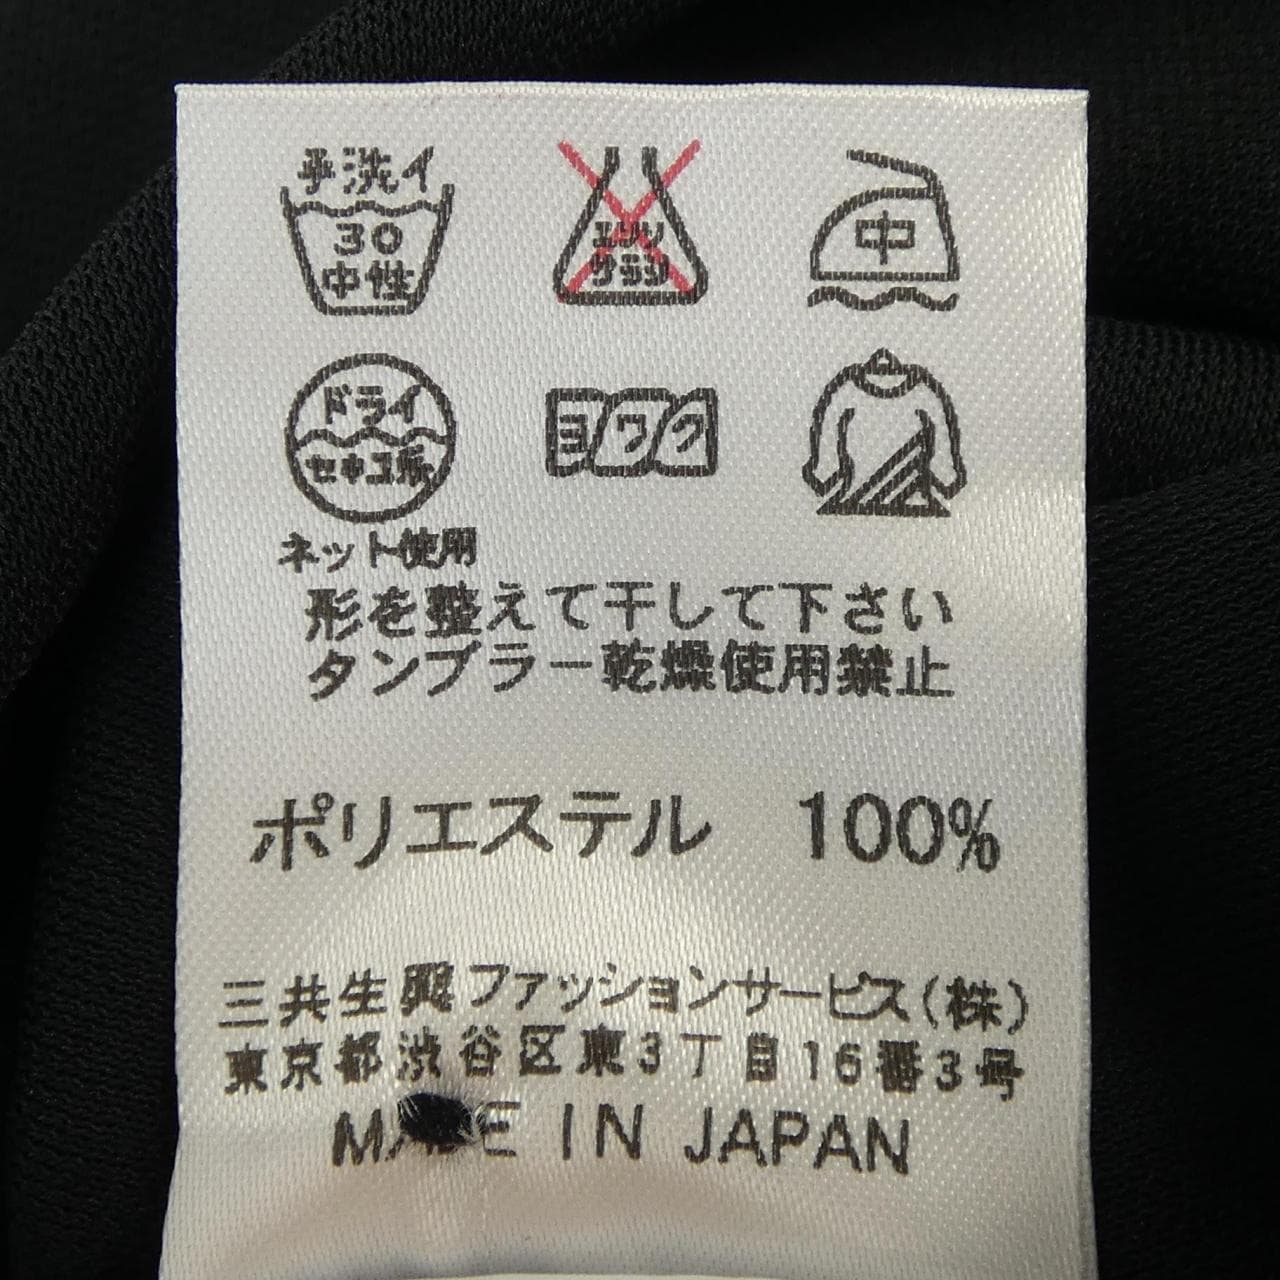 手洗イ
30
中性
エンソ
サラシ
中
ドライ
セキユ系
ヨワク
ネット使用
形を整えて干して下さい
タンブラー乾燥使用禁止
ポリエステル 100%
三共生興ファッションサービス(株)
東京都渋谷区東3丁目16番3号
MADE IN JAPAN